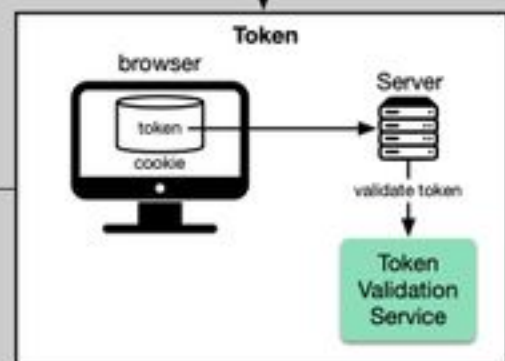 Token
browser
Server
token
cookie
validate token
Token
Validation
Service